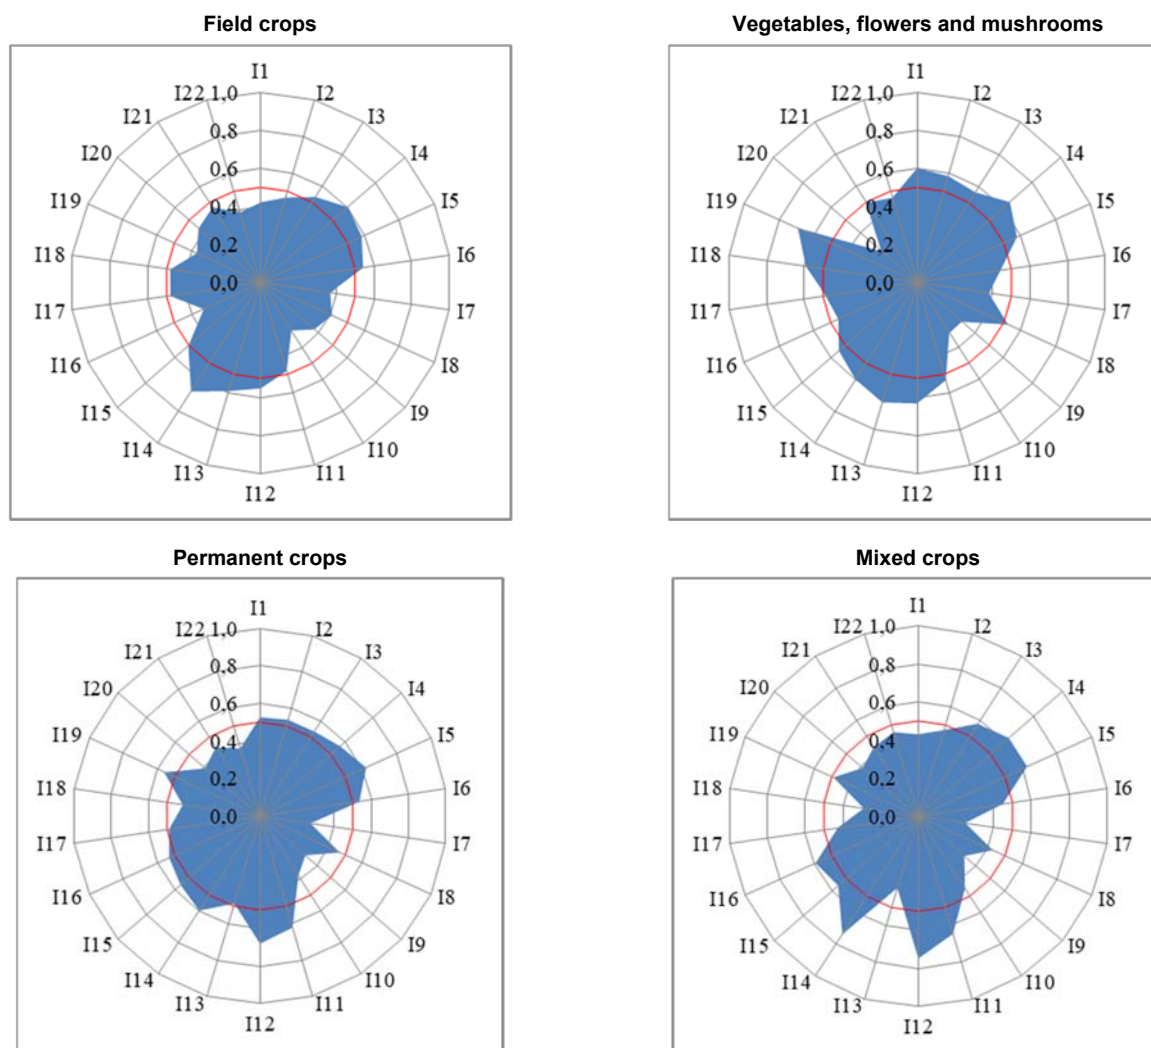 Field crops
I1
I2
I3
I4
I5
I6
I7
I8
I9
I10
I11
I12
I13
I14
I15
I16
I17
I18
I19
I20
I21
I22
1,0
0,8
0,6
0,4
0,2
0,0
Vegetables, flowers and mushrooms
I1
I2
I3
I4
I5
I6
I7
I8
I9
I10
I11
I12
I13
I14
I15
I16
I17
I18
I19
I20
I21
I22
1,0
0,8
0,6
0,4
0,2
0,0
Permanent crops
I1
I2
I3
I4
I5
I6
I7
I8
I9
I10
I11
I12
I13
I14
I15
I16
I17
I18
I19
I20
I21
I22
1,0
0,8
0,6
0,4
0,2
0,0
Mixed crops
I1
I2
I3
I4
I5
I6
I7
I8
I9
I10
I11
I12
I13
I14
I15
I16
I17
I18
I19
I20
I21
I22
1,0
0,8
0,6
0,4
0,2
0,0